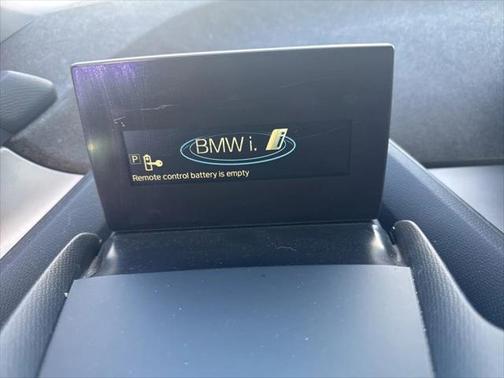 BMW i.
i
P
Remote control battery is empty